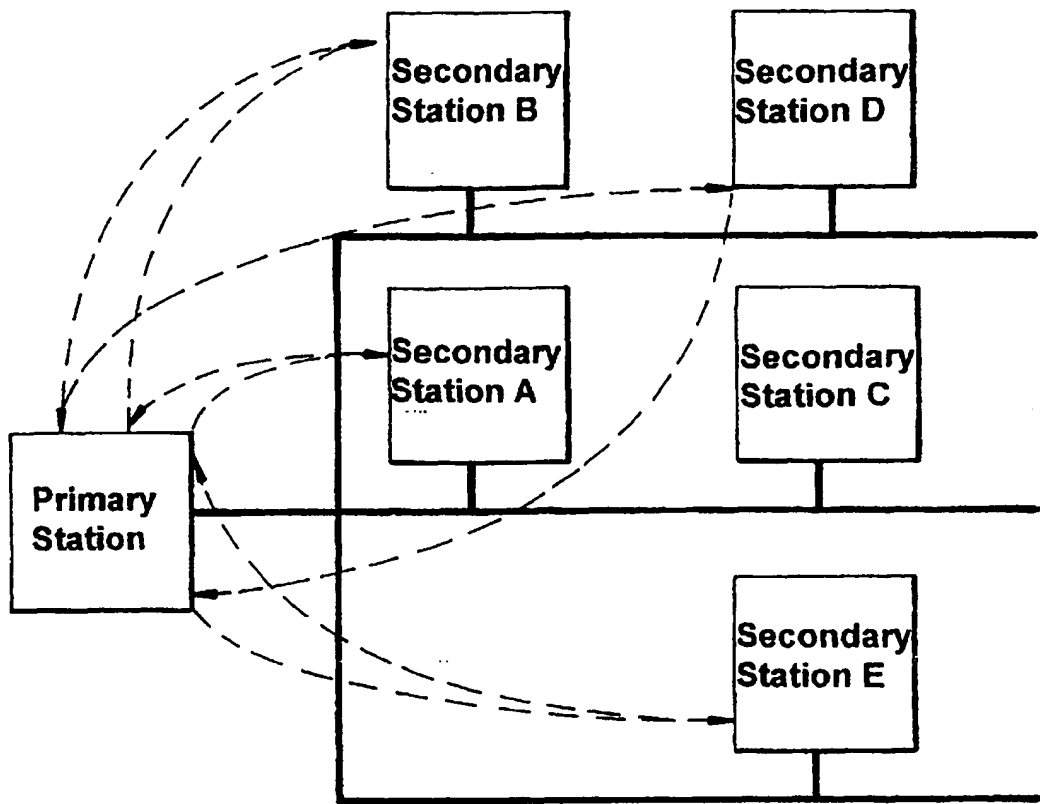 Secondary
Station B
Secondary
Station D
Secondary
Station A
Secondary
Station C
Primary
Station
Secondary
Station E